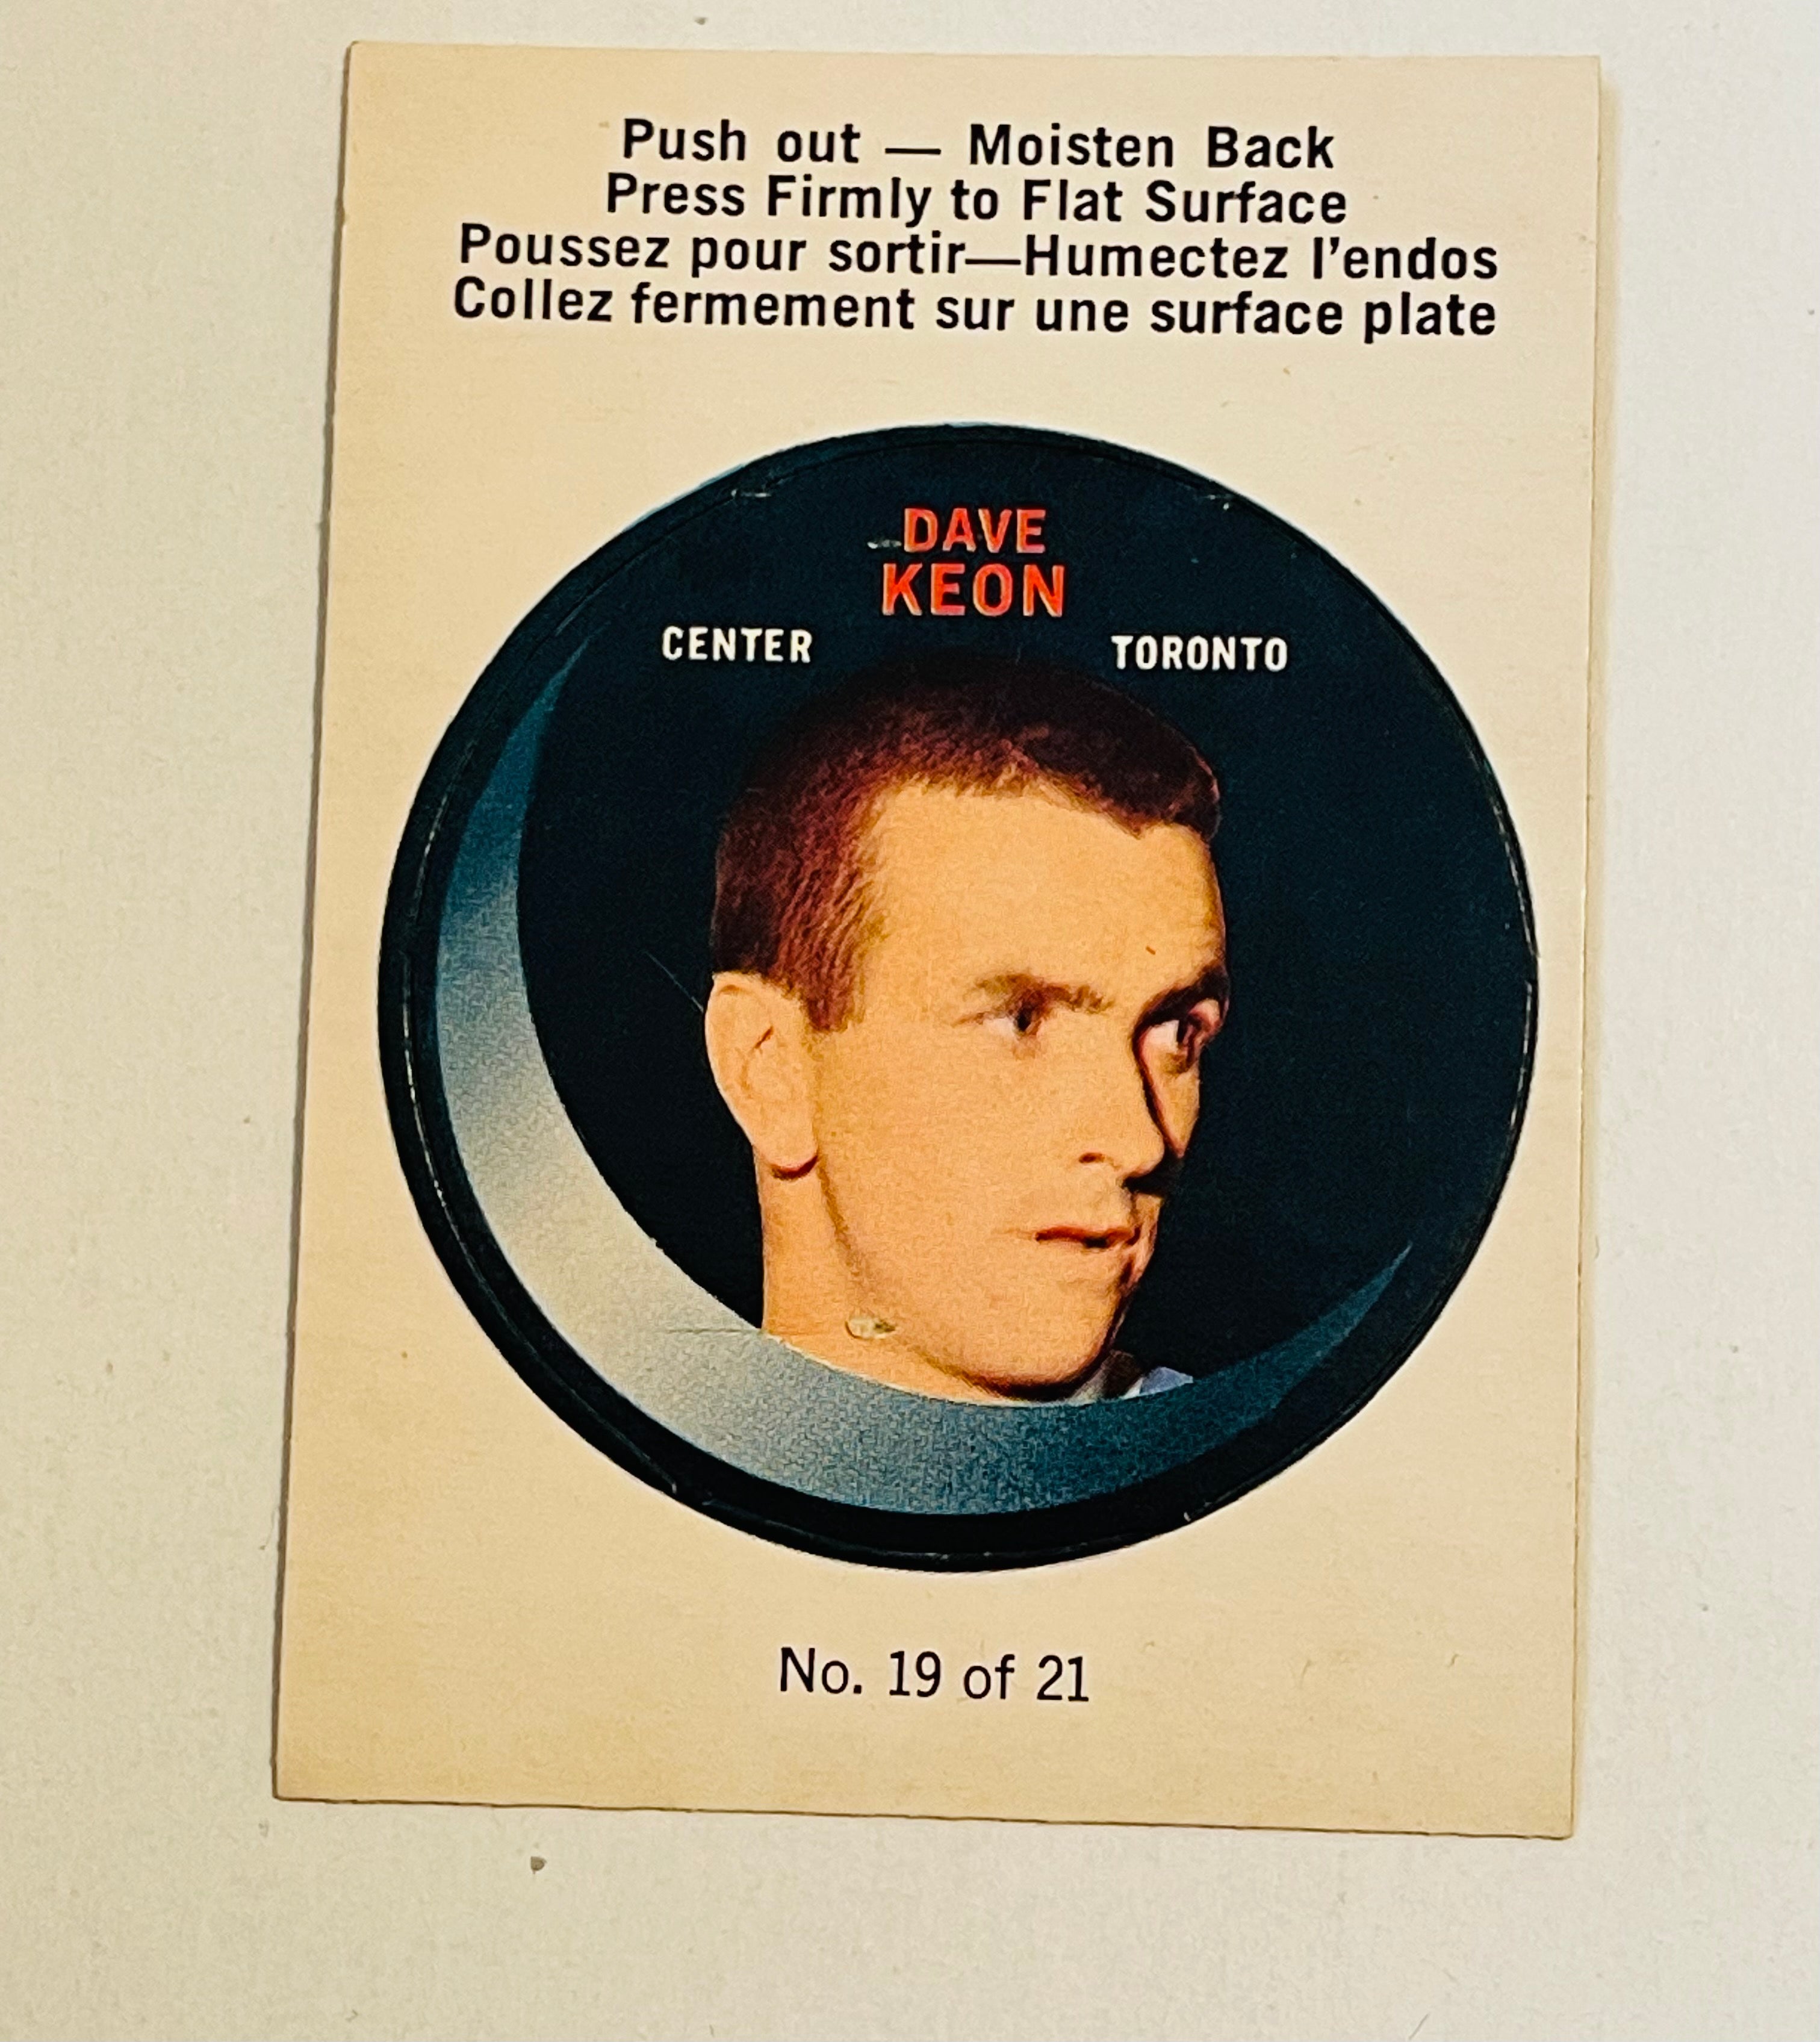 Push out — Moisten Back
Press Firmly to Flat Surface
Poussez pour sortir—Humectez l'endos
Collez fermement sur une surface plate
DAVE
KEON
CENTER TORONTO
No. 19 of 21